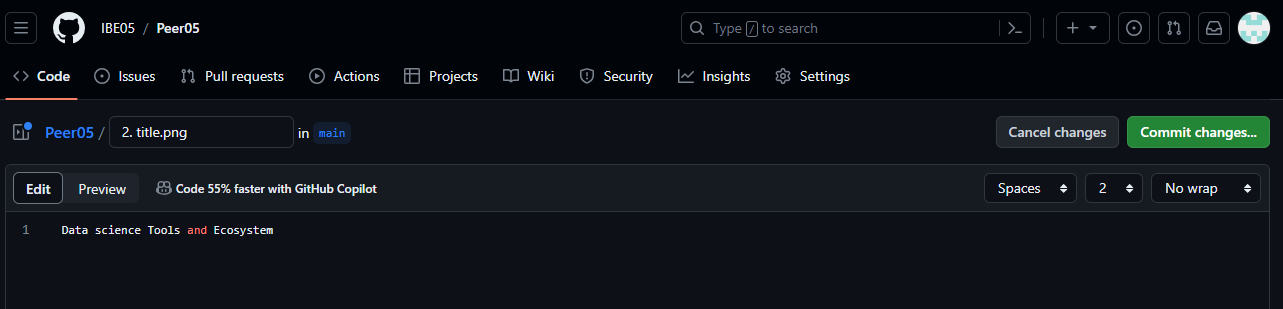 IBE05 / Peer05
Type / to search
Code Issues Pull requests Actions Projects Wiki Security Insights Settings
Peer05 / 2. title.png in main
Cancel changes Commit changes...
Edit Preview Code 55% faster with GitHub Copilot
Spaces 2 No wrap
1 Data science Tools and Ecosystem